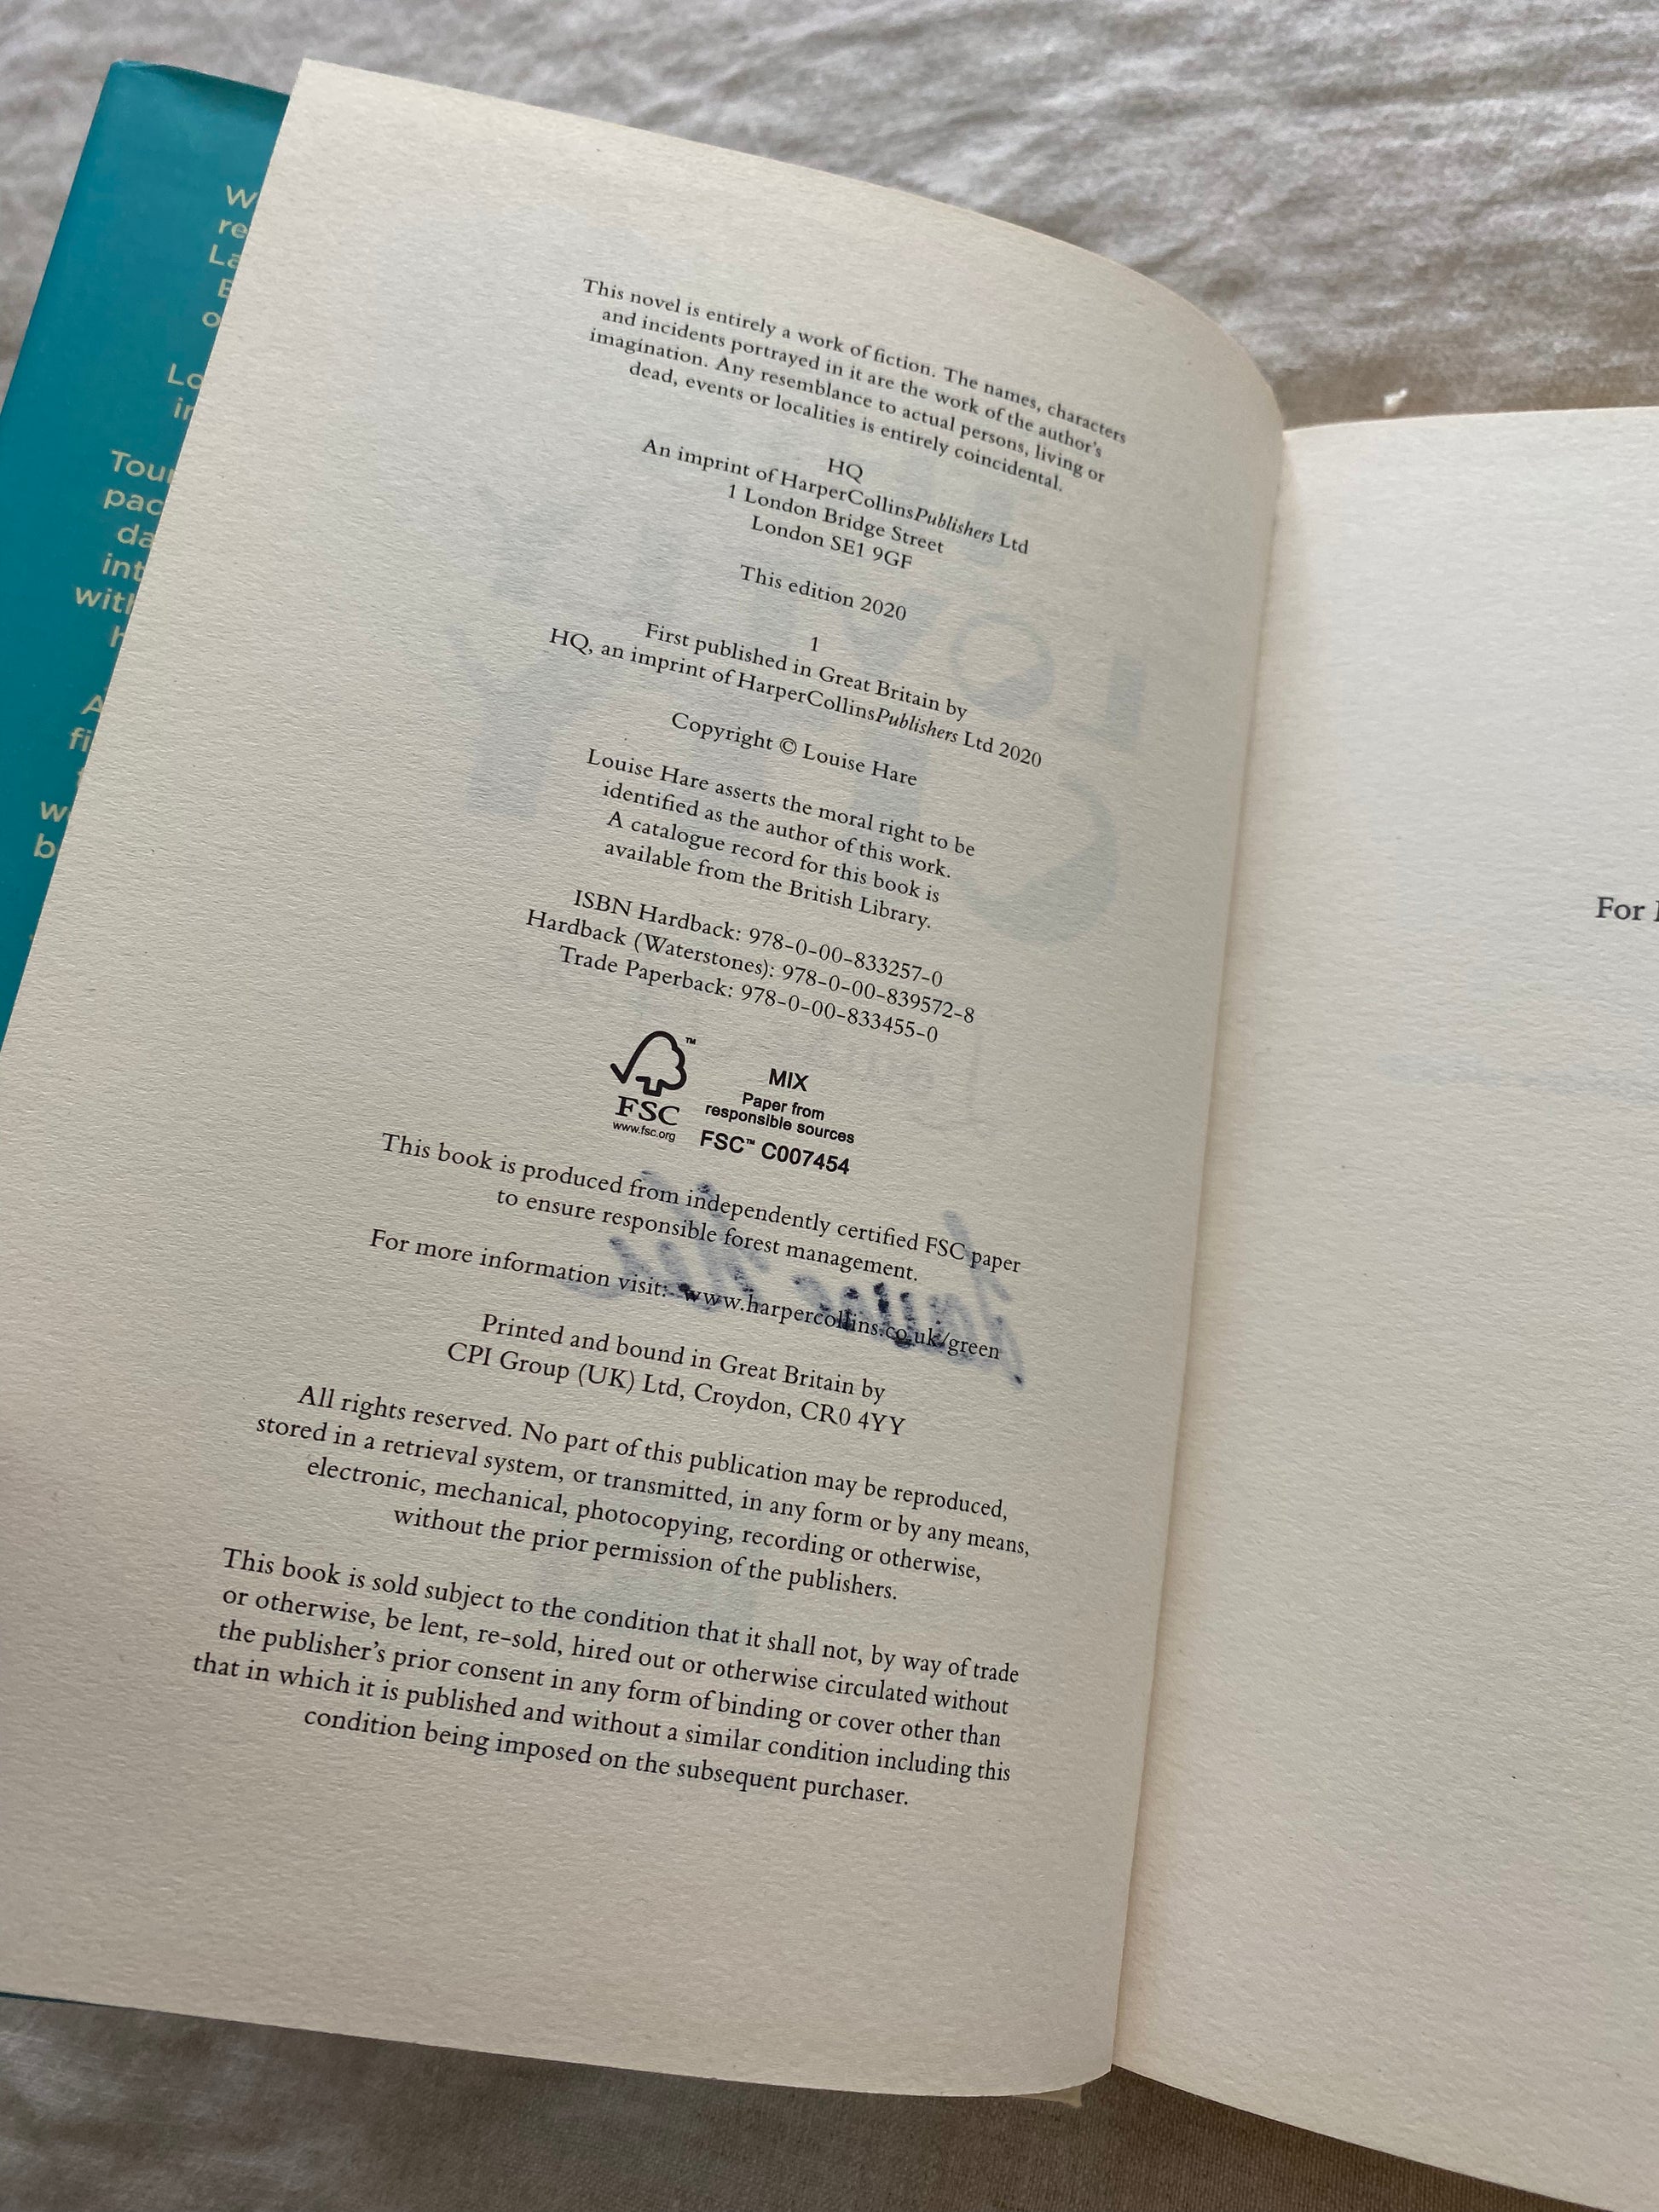 W
re
La
E
o
Lo
in
Tour
pac
da
int
with
h
A
fi
w
b
This novel is entirely a work of fiction. The names, characters
and incidents portrayed in it are the work of the author's
imagination. Any resemblance to actual persons, living or
dead, events or localities is entirely coincidental.
HQ
An imprint of HarperCollinsPublishers Ltd
1 London Bridge Street
London SE1 9GF
This edition 2020
1
First published in Great Britain by
HQ, an imprint of HarperCollinsPublishers Ltd 2020
Copyright © Louise Hare
Louise Hare asserts the moral right to be
identified as the author of this work.
A catalogue record for this book is
available from the British Library.
ISBN Hardback: 978-0-00-833257-0
Hardback (Waterstones): 978-0-00-839572-8
Trade Paperback: 978-0-00-833455-0
™
FSC
www.fsc.org
MIX
Paper from
responsible sources
FSC™ C007454
This book is produced from independently certified FSC paper
to ensure responsible forest management.
For more information visit: www.harpercollins.co.uk/green
Printed and bound in Great Britain by
CPI Group (UK) Ltd, Croydon, CR0 4YY
All rights reserved. No part of this publication may be reproduced,
stored in a retrieval system, or transmitted, in any form or by any means,
electronic, mechanical, photocopying, recording or otherwise,
without the prior permission of the publishers.
This book is sold subject to the condition that it shall not, by way of trade
or otherwise, be lent, re-sold, hired out or otherwise circulated without
the publisher's prior consent in any form of binding or cover other than
that in which it is published and without a similar condition including this
condition being imposed on the subsequent purchaser.
For